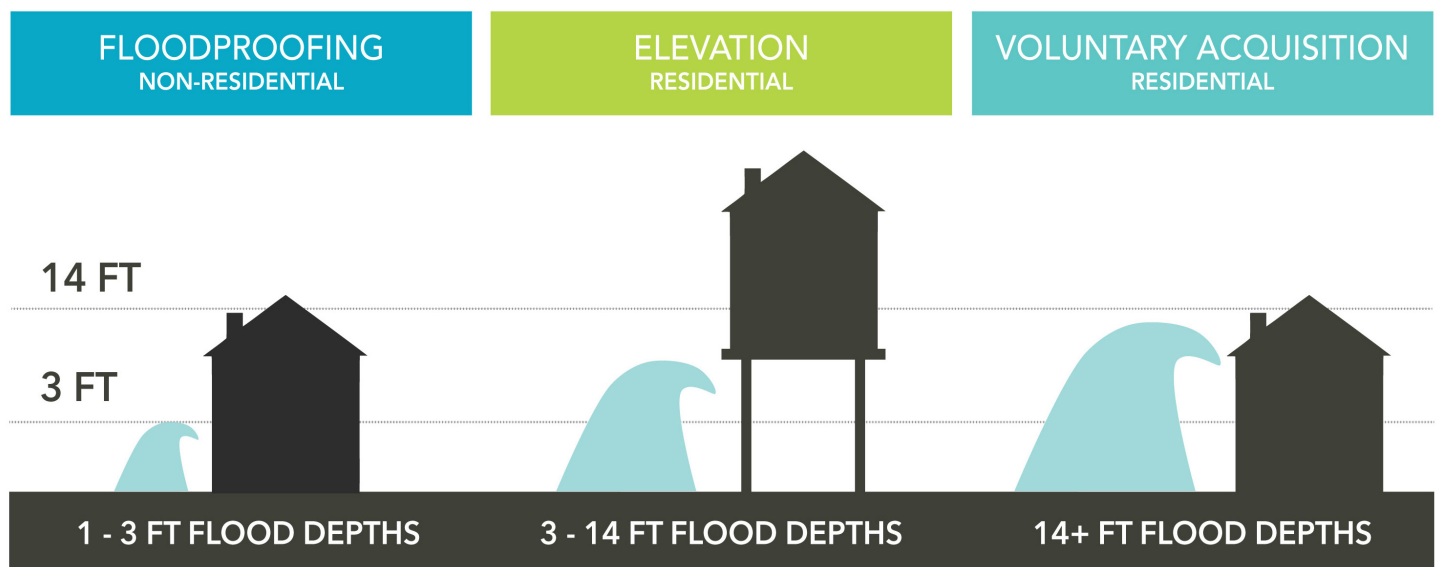 FLOODPROOFING
NON-RESIDENTIAL
ELEVATION
RESIDENTIAL
VOLUNTARY ACQUISITION
RESIDENTIAL
14 FT
3 FT
1 - 3 FT FLOOD DEPTHS
3 - 14 FT FLOOD DEPTHS
14+ FT FLOOD DEPTHS